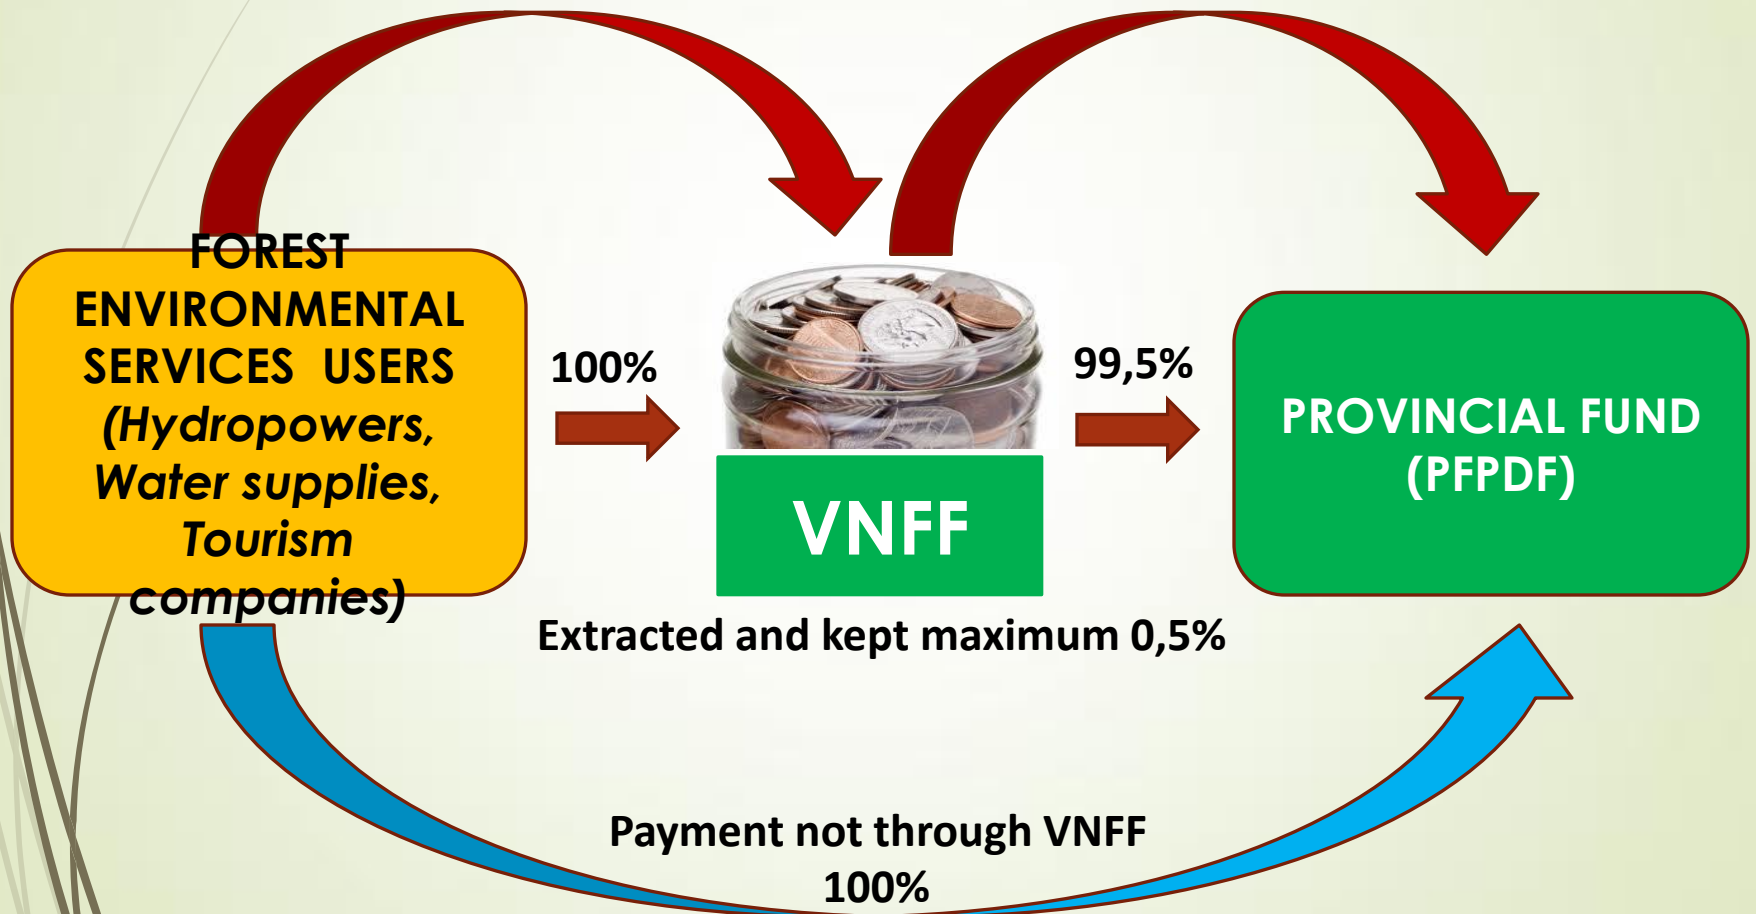 FOREST
ENVIRONMENTAL
SERVICES USERS
(Hydropowers,
Water supplies,
Tourism
companies)
100%
VNFF
Extracted and kept maximum 0,5%
99,5%
PROVINCIAL FUND
(PFPDF)
Payment not through VNFF
100%